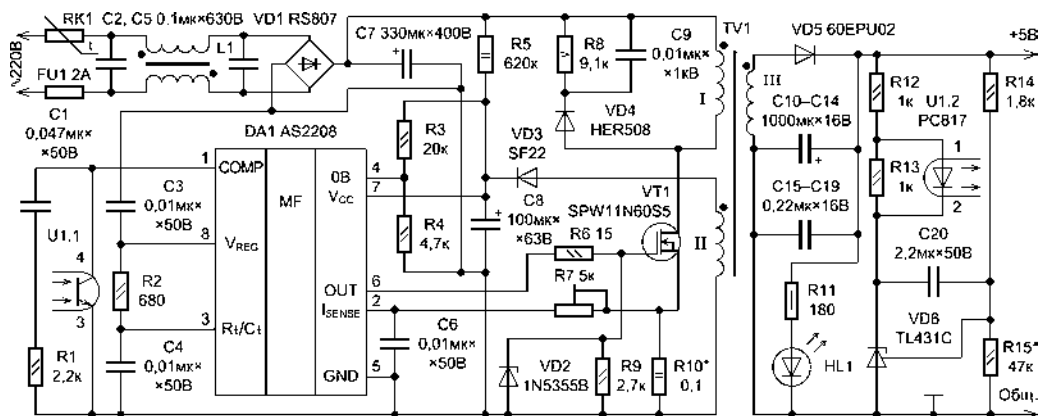 RK1
t
~220В
FU1 2А
C2, C5 0,1мк×630В
L1
VD1 RS807
C7 330мк×400В
R5
620к
R8
9,1к
C9
0,01мк×
×1кВ
TV1
I
II
III
VD5 60EPU02
+5В
R12
1к
U1.2
PC817
R14
1,8к
C1
0,047мк×
×50В
DA1 AS2208
R3
20к
VD4
HER508
VD3
SF22
C10–C14
1000мк×16В
+
R13
1к
1
2
1
COMP
MF
0В
4
VCC
7
C3
0,01мк×
×50В
U1.1
4
3
8
VREG
R4
4,7к
C8
100мк×
×63В
+
VT1
SPW11N60S5
R6 15
C15–C19
0,22мк×16В
C20
2,2мк×50В
R2
680
OUT
6
ISENSE
2
R7 5к
R11
180
3
Rt/Ct
C6
0,01мк×
×50В
VD6
TL431C
R1
2,2к
C4
0,01мк×
×50В
GND
5
VD2
1N5355B
R9
2,7к
R10*
0,1
HL1
R15*
47к
Общ.